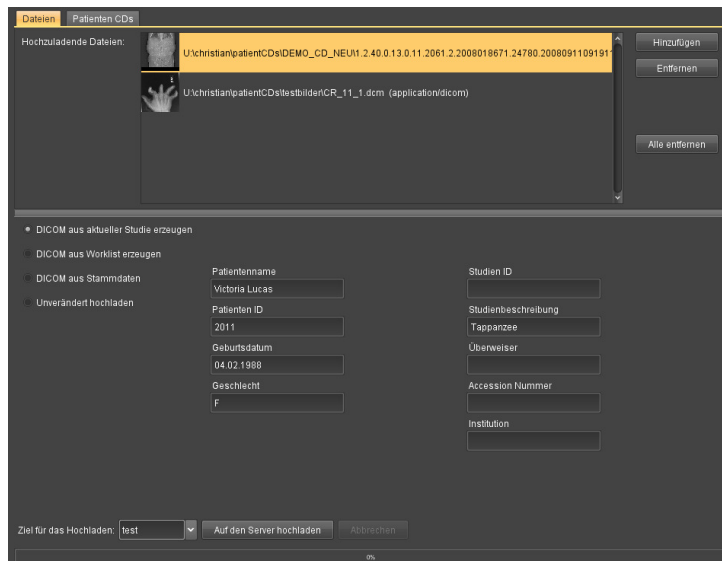 Dateien Patienten CDs
Hochzuladende Dateien:
U:\christian\patientCDs\DEMO_CD_NEU\1.2.40.0.13.0.11.2061.2.2008018671.24780.2008091109191
Hinzufügen
Entfernen
U:\christian\patientCDs\testbilder\CR_11_1.dcm (application/dicom)
Alle entfernen
DICOM aus aktueller Studie erzeugen
DICOM aus Worklist erzeugen
DICOM aus Stammdaten
Unverändert hochladen
Patientenname
Victoria Lucas
Patienten ID
2011
Geburtsdatum
04.02.1988
Geschlecht
F
Studien ID
Studienbeschreibung
Tappanzee
Überweiser
Accession Nummer
Institution
Ziel für das Hochladen: test Auf den Server hochladen Abbrechen
0%